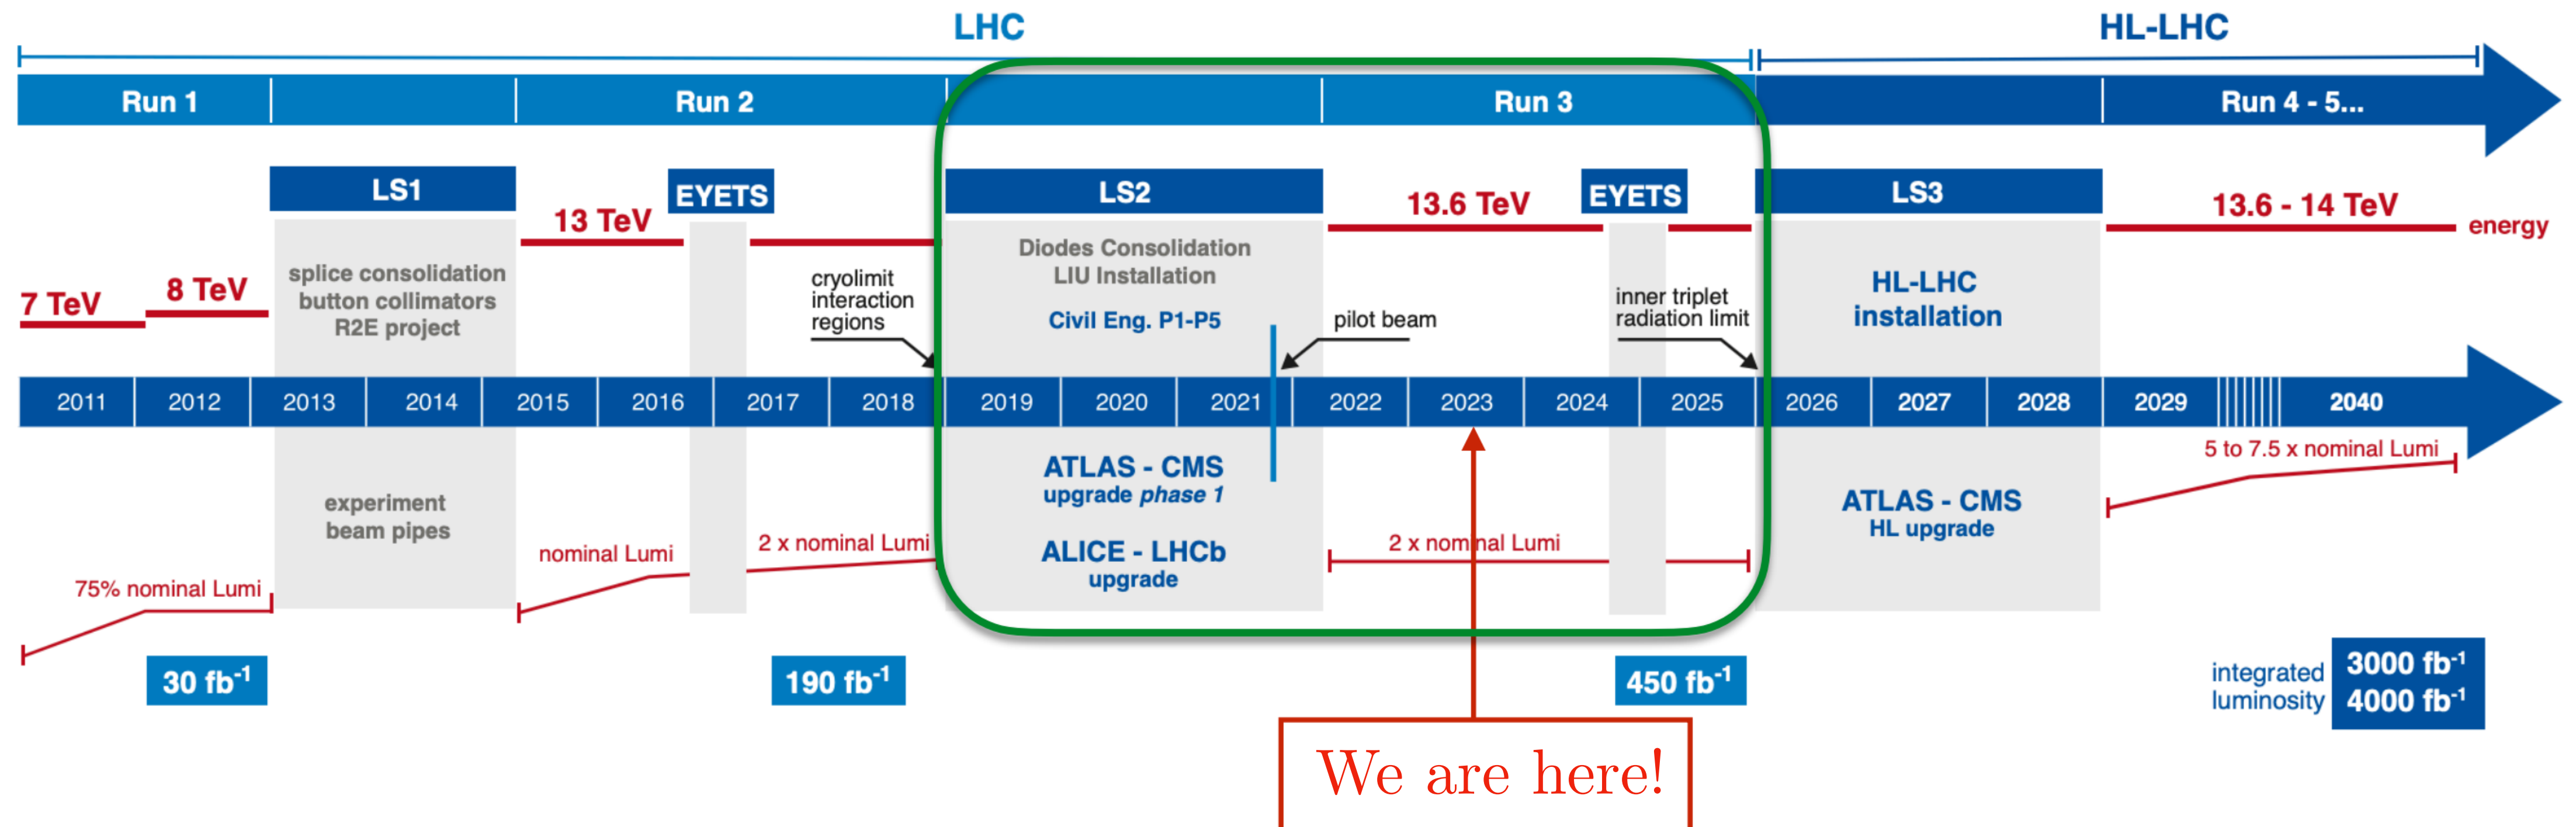 LHC
HL-LHC
Run 1
Run 2
Run 3
Run 4 - 5...
LS1
EYETS
LS2
EYETS
LS3
13 TeV
13.6 TeV
13.6 - 14 TeV
energy
7 TeV
8 TeV
splice consolidation
button collimators
R2E project
cryolimit
interaction
regions
Diodes Consolidation
LIU Installation
Civil Eng. P1-P5
pilot beam
inner triplet
radiation limit
HL-LHC
installation
2011
2012
2013
2014
2015
2016
2017
2018
2019
2020
2021
2022
2023
2024
2025
2026
2027
2028
2029
2040
experiment
beam pipes
ATLAS - CMS
upgrade phase 1
ALICE - LHCb
upgrade
ATLAS - CMS
HL upgrade
5 to 7.5 x nominal Lumi
75% nominal Lumi
nominal Lumi
2 x nominal Lumi
2 x nominal Lumi
30 fb⁻¹
190 fb⁻¹
450 fb⁻¹
integrated
luminosity
3000 fb⁻¹
4000 fb⁻¹
We are here!